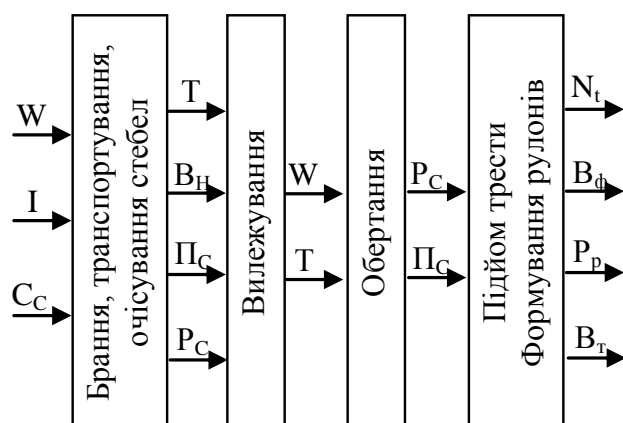 W
I
C_C
Брання, транспортування,
очісування стебел
T
B_H
П_C
P_C
Вилежування
W
T
Обертання
P_C
П_C
Підйом трести
Формування рулонів
N_t
B_ф
P_p
B_т